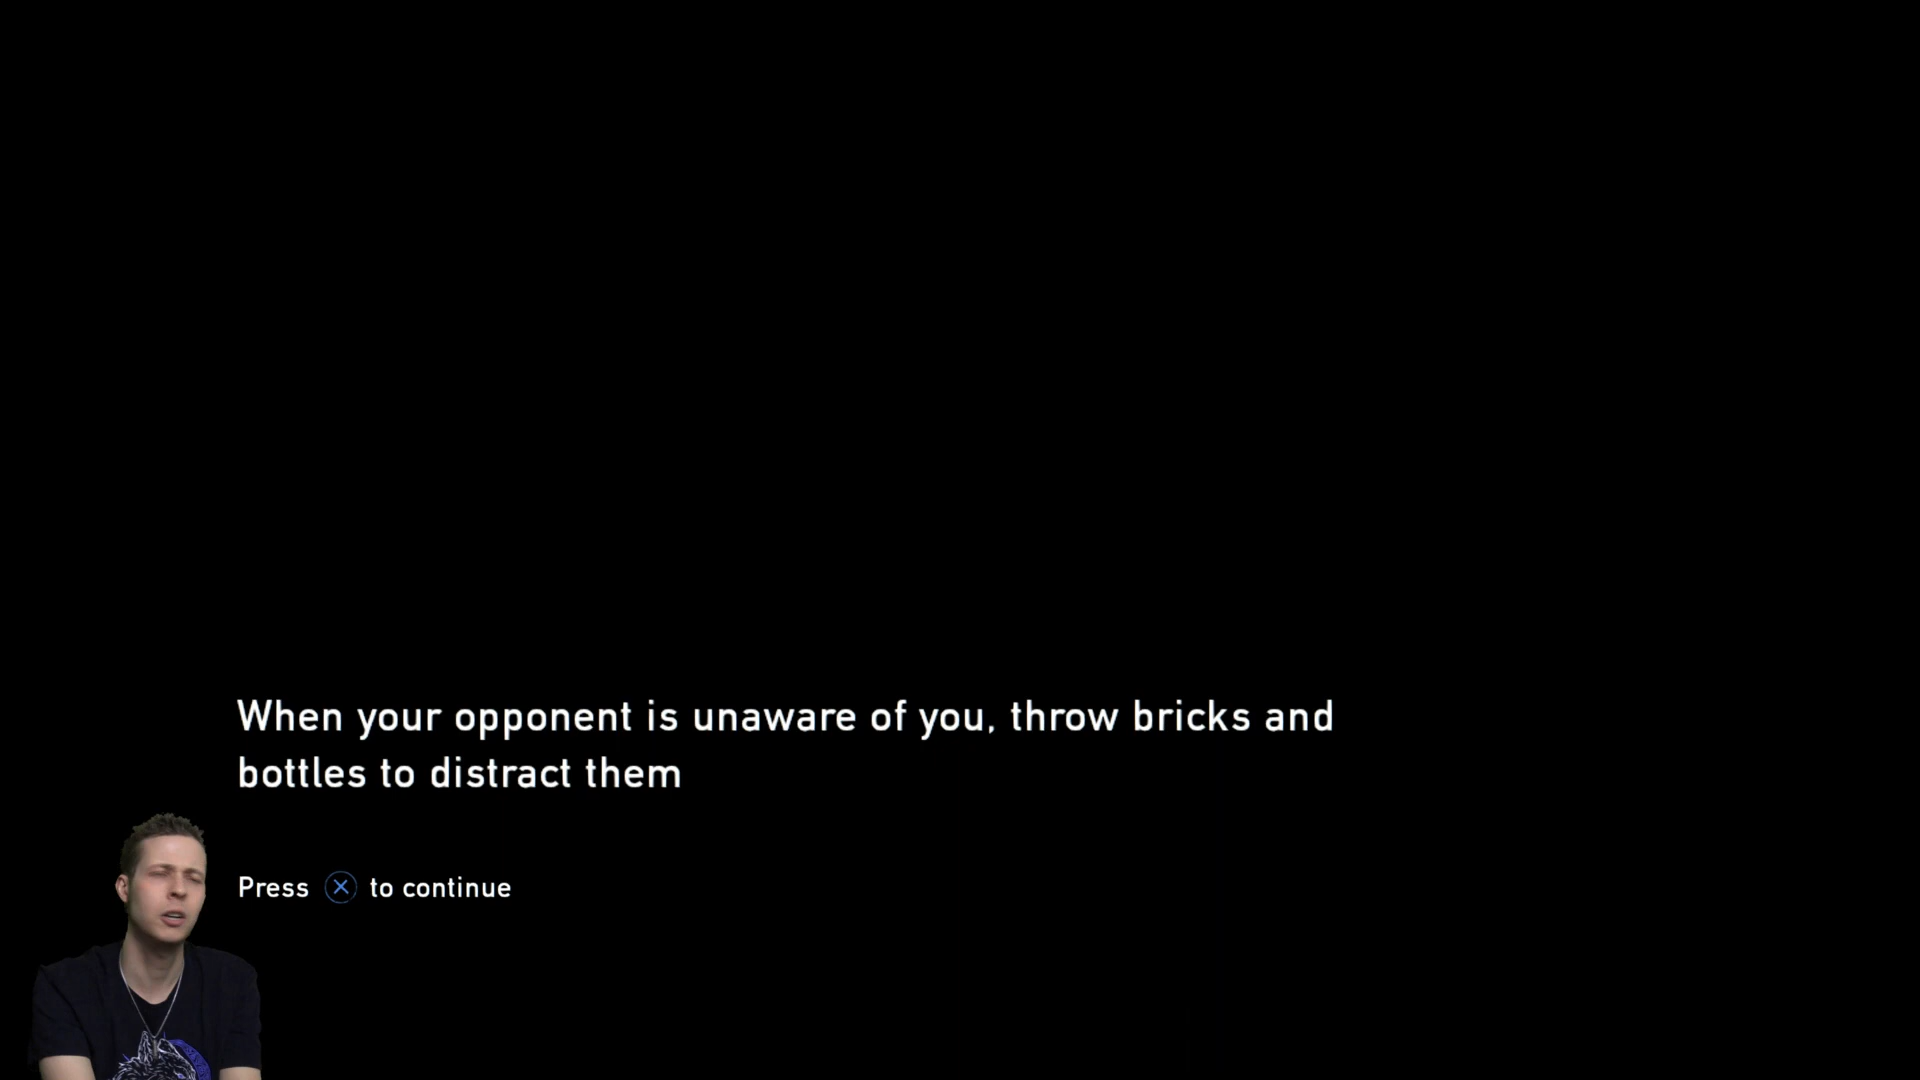 When your opponent is unaware of you, throw bricks and
bottles to distract them
Press ⓧ to continue